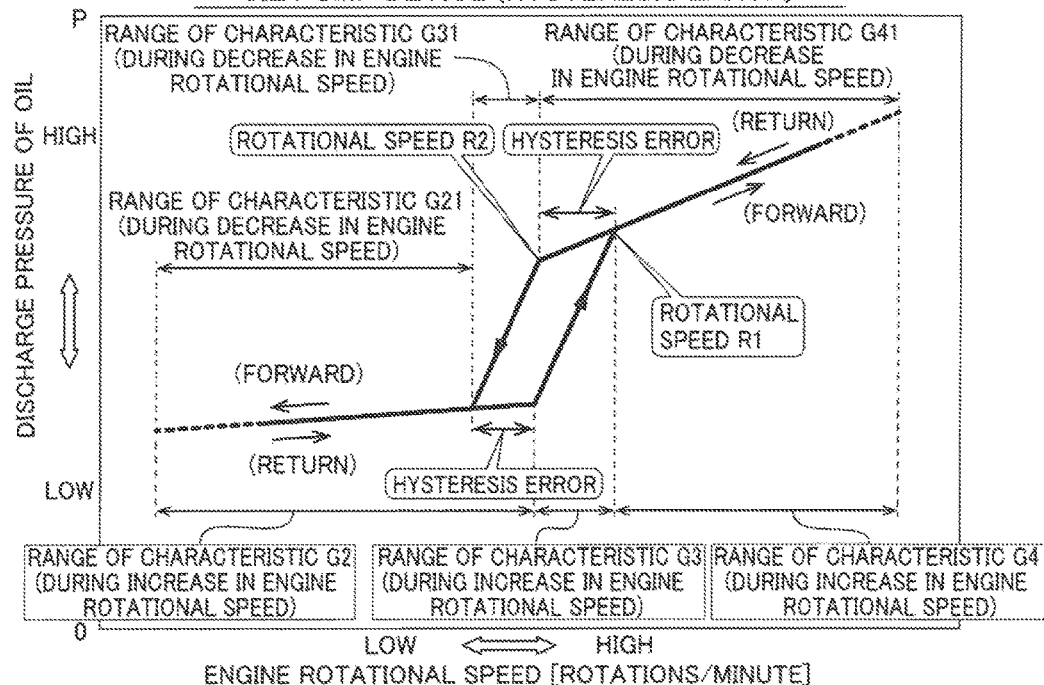 P
RANGE OF CHARACTERISTIC G31
(DURING DECREASE IN ENGINE
ROTATIONAL SPEED)
RANGE OF CHARACTERISTIC G41
(DURING DECREASE
IN ENGINE ROTATIONAL SPEED)
DISCHARGE PRESSURE OF OIL
HIGH
ROTATIONAL SPEED R2
HYSTERESIS ERROR
(RETURN)
(FORWARD)
RANGE OF CHARACTERISTIC G21
(DURING DECREASE IN ENGINE
ROTATIONAL SPEED)
ROTATIONAL
SPEED R1
(FORWARD)
(RETURN)
LOW
HYSTERESIS ERROR
RANGE OF CHARACTERISTIC G2
(DURING INCREASE IN ENGINE
ROTATIONAL SPEED)
RANGE OF CHARACTERISTIC G3
(DURING INCREASE IN ENGINE
ROTATIONAL SPEED)
RANGE OF CHARACTERISTIC G4
(DURING INCREASE IN ENGINE
ROTATIONAL SPEED)
0
LOW HIGH
ENGINE ROTATIONAL SPEED [ROTATIONS/MINUTE]